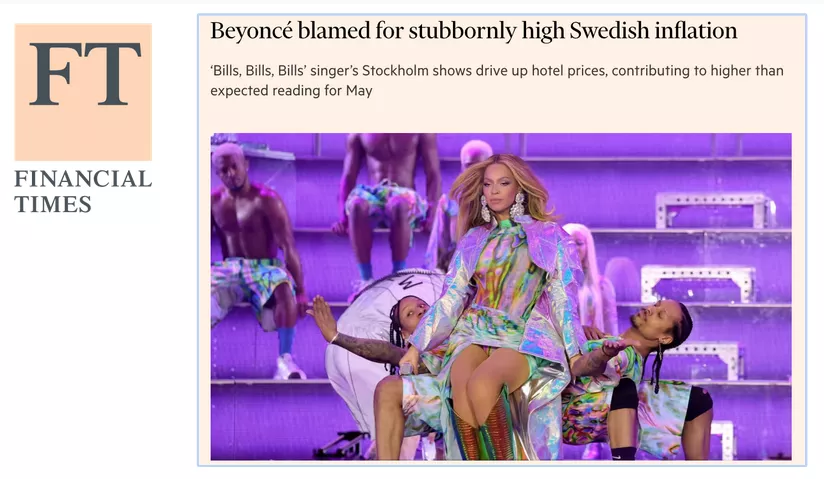 FT
FINANCIAL
TIMES
Beyoncé blamed for stubbornly high Swedish inflation
‘Bills, Bills, Bills’ singer’s Stockholm shows drive up hotel prices, contributing to higher than
expected reading for May